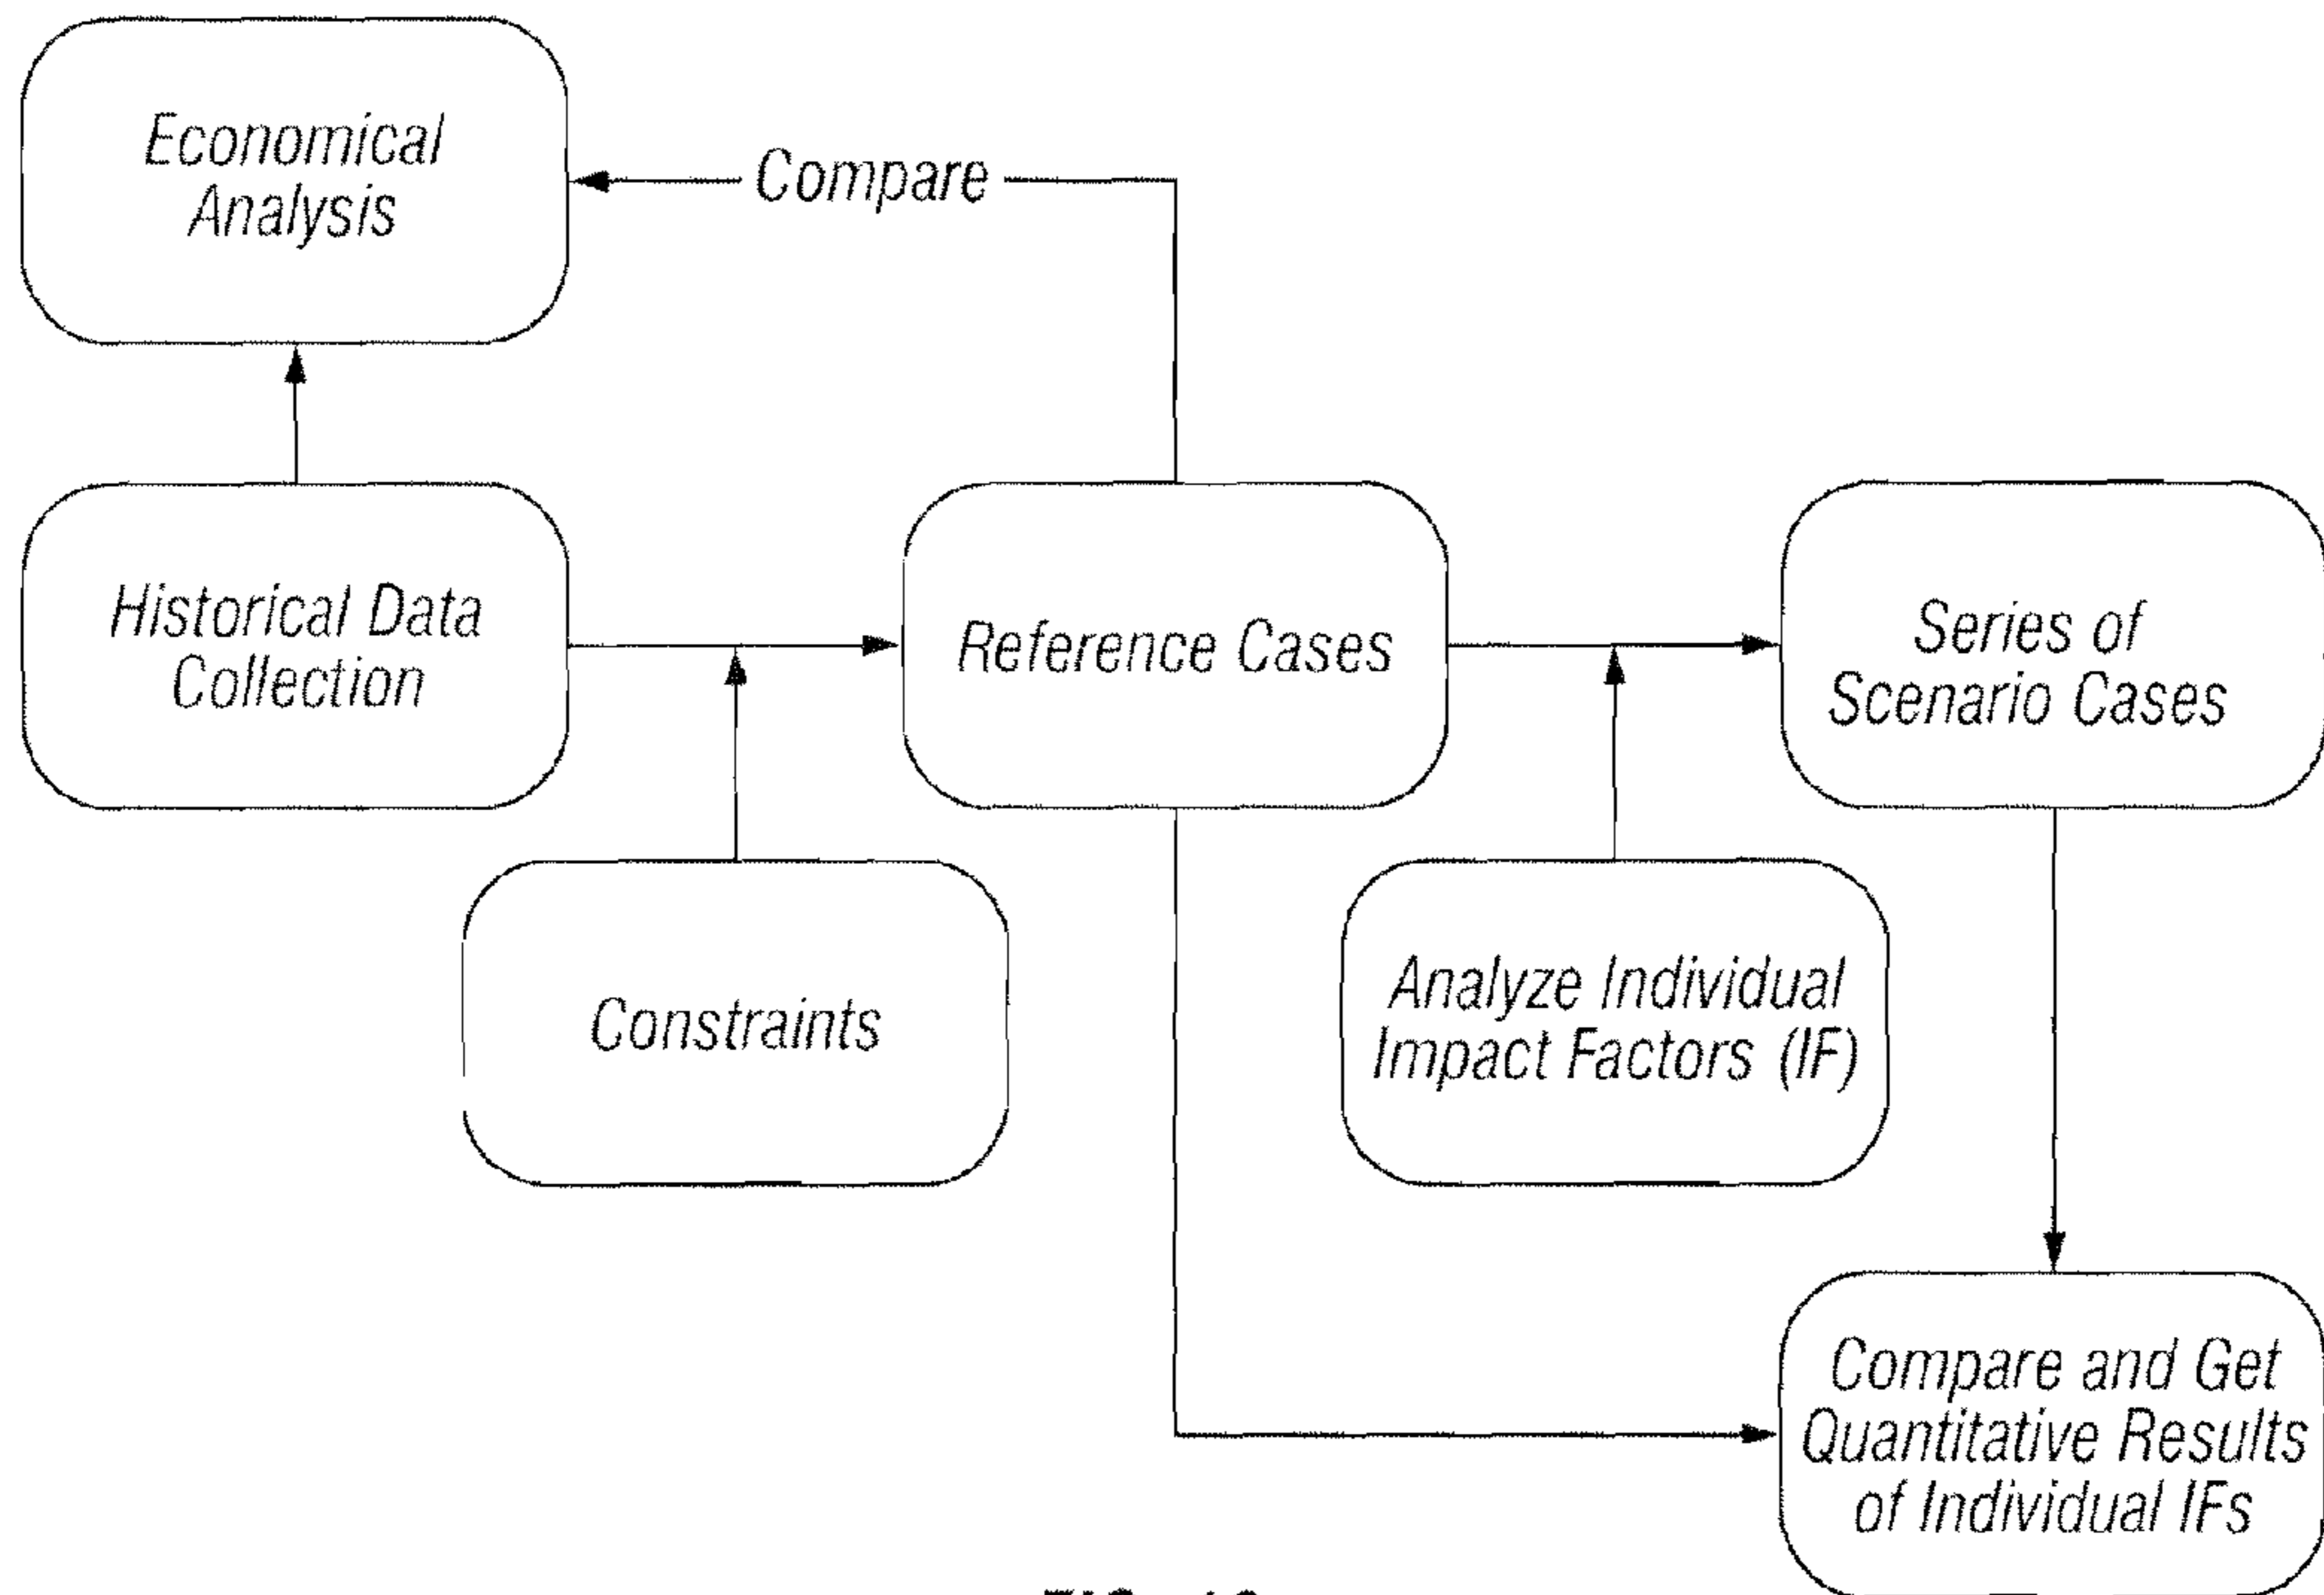 Economical
Analysis
Compare
Historical Data
Collection
Reference Cases
Series of
Scenario Cases
Constraints
Analyze Individual
Impact Factors (IF)
Compare and Get
Quantitative Results
of Individual IFs